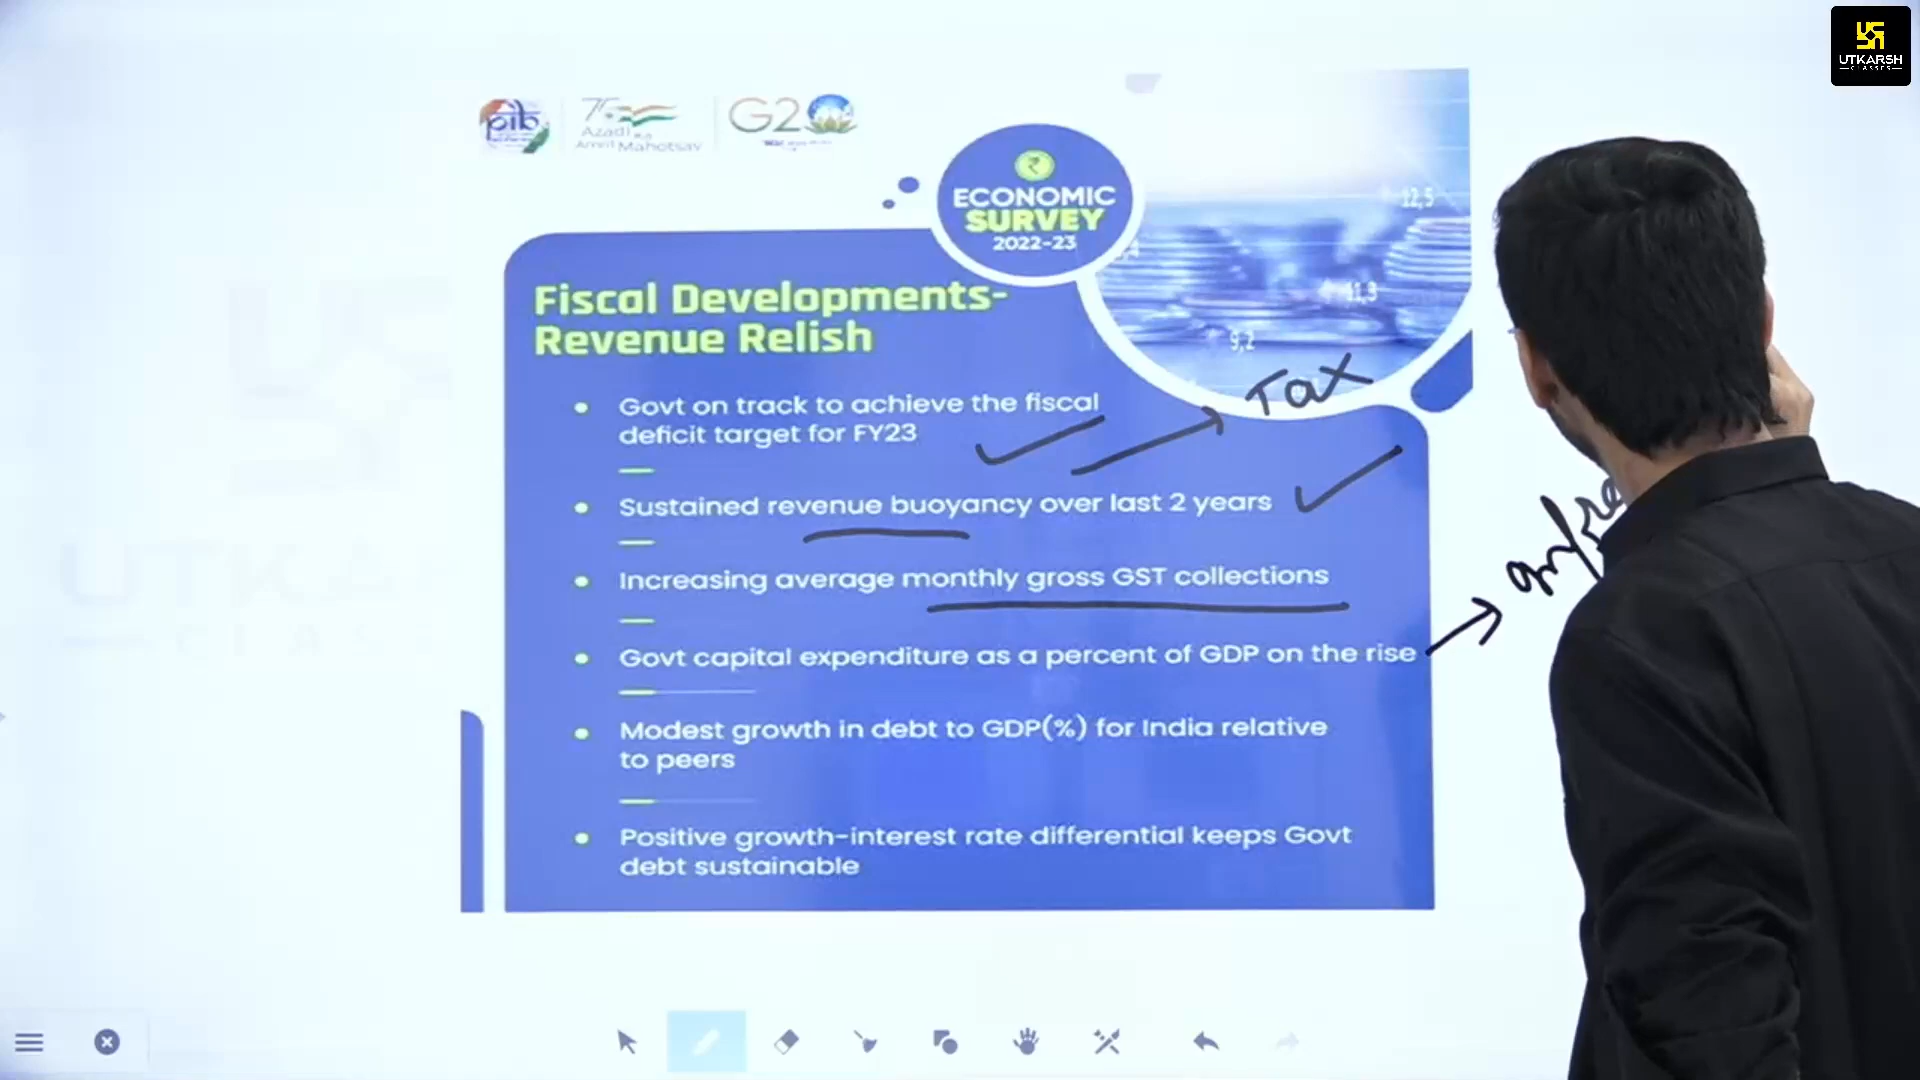 UTKARSH
CLASSES
pib
Azadi Ka
Amrit Mahotsav
G20
₹
ECONOMIC
SURVEY
2022-23
12,5
11,3
9,2
Fiscal Developments-
Revenue Relish
Tax
• Govt on track to achieve the fiscal
deficit target for FY23
• Sustained revenue buoyancy over last 2 years
• Increasing average monthly gross GST collections
• Govt capital expenditure as a percent of GDP on the rise
• Modest growth in debt to GDP(%) for India relative
to peers
• Positive growth-interest rate differential keeps Govt
debt sustainable
UTKA
CLAS